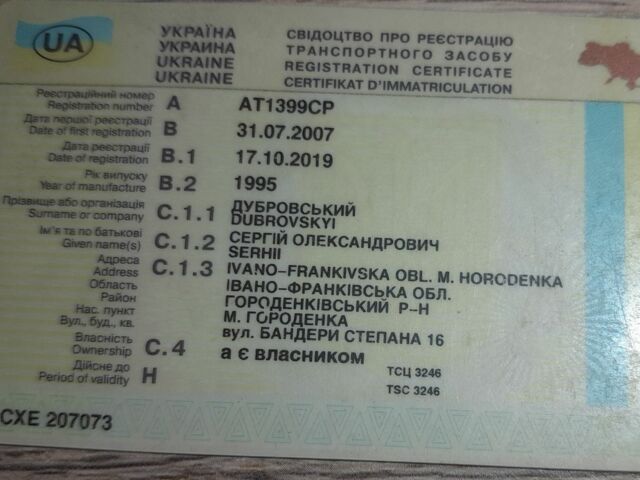 UA
УКРАЇНА
УКРАИНА
UKRAINE
UKRAINE
СВІДОЦТВО ПРО РЕЄСТРАЦІЮ
ТРАНСПОРТНОГО ЗАСОБУ
REGISTRATION CERTIFICATE
CERTIFIKAT D'IMMATRICULATION
Реєстраційний номер
Registration number A AT1399CP
Дата першої реєстрації
Date of first registration B 31.07.2007
Дата реєстрації
Date of registration B.1 17.10.2019
Рік випуску
Year of manufacture B.2 1995
Прізвище або організація
Surname or company C.1.1 ДУБРОВСЬКИЙ
DUBROVSKYI
Ім'я та по батькові
Given name(s) C.1.2 СЕРГІЙ ОЛЕКСАНДРОВИЧ
SERHII
Адреса
Address C.1.3 IVANO-FRANKIVSKA OBL. M. HORODENKA
Область ІВАНО-ФРАНКІВСЬКА ОБЛ.
Район ГОРОДЕНКІВСЬКИЙ Р-Н
Нас. пункт М. ГОРОДЕНКА
Вул., буд., кв. вул. БАНДЕРИ СТЕПАНА 16
Власність
Ownership C.4 а є власником
Дійсне до
Period of validity H
ТСЦ 3246
TSC 3246
СХЕ 207073